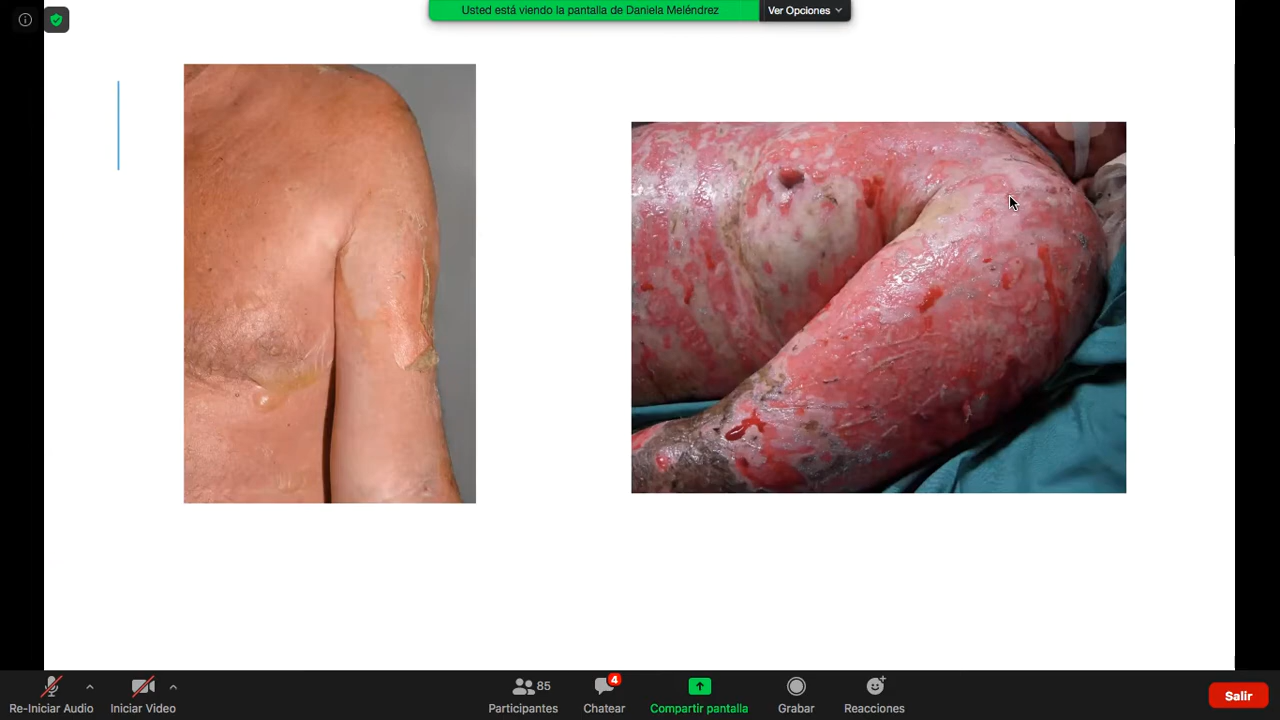 Usted está viendo la pantalla de Daniela Meléndrez
Ver Opciones
Re-Iniciar Audio
Iniciar Video
85
Participantes
4
Chatear
Compartir pantalla
Grabar
Reacciones
Salir